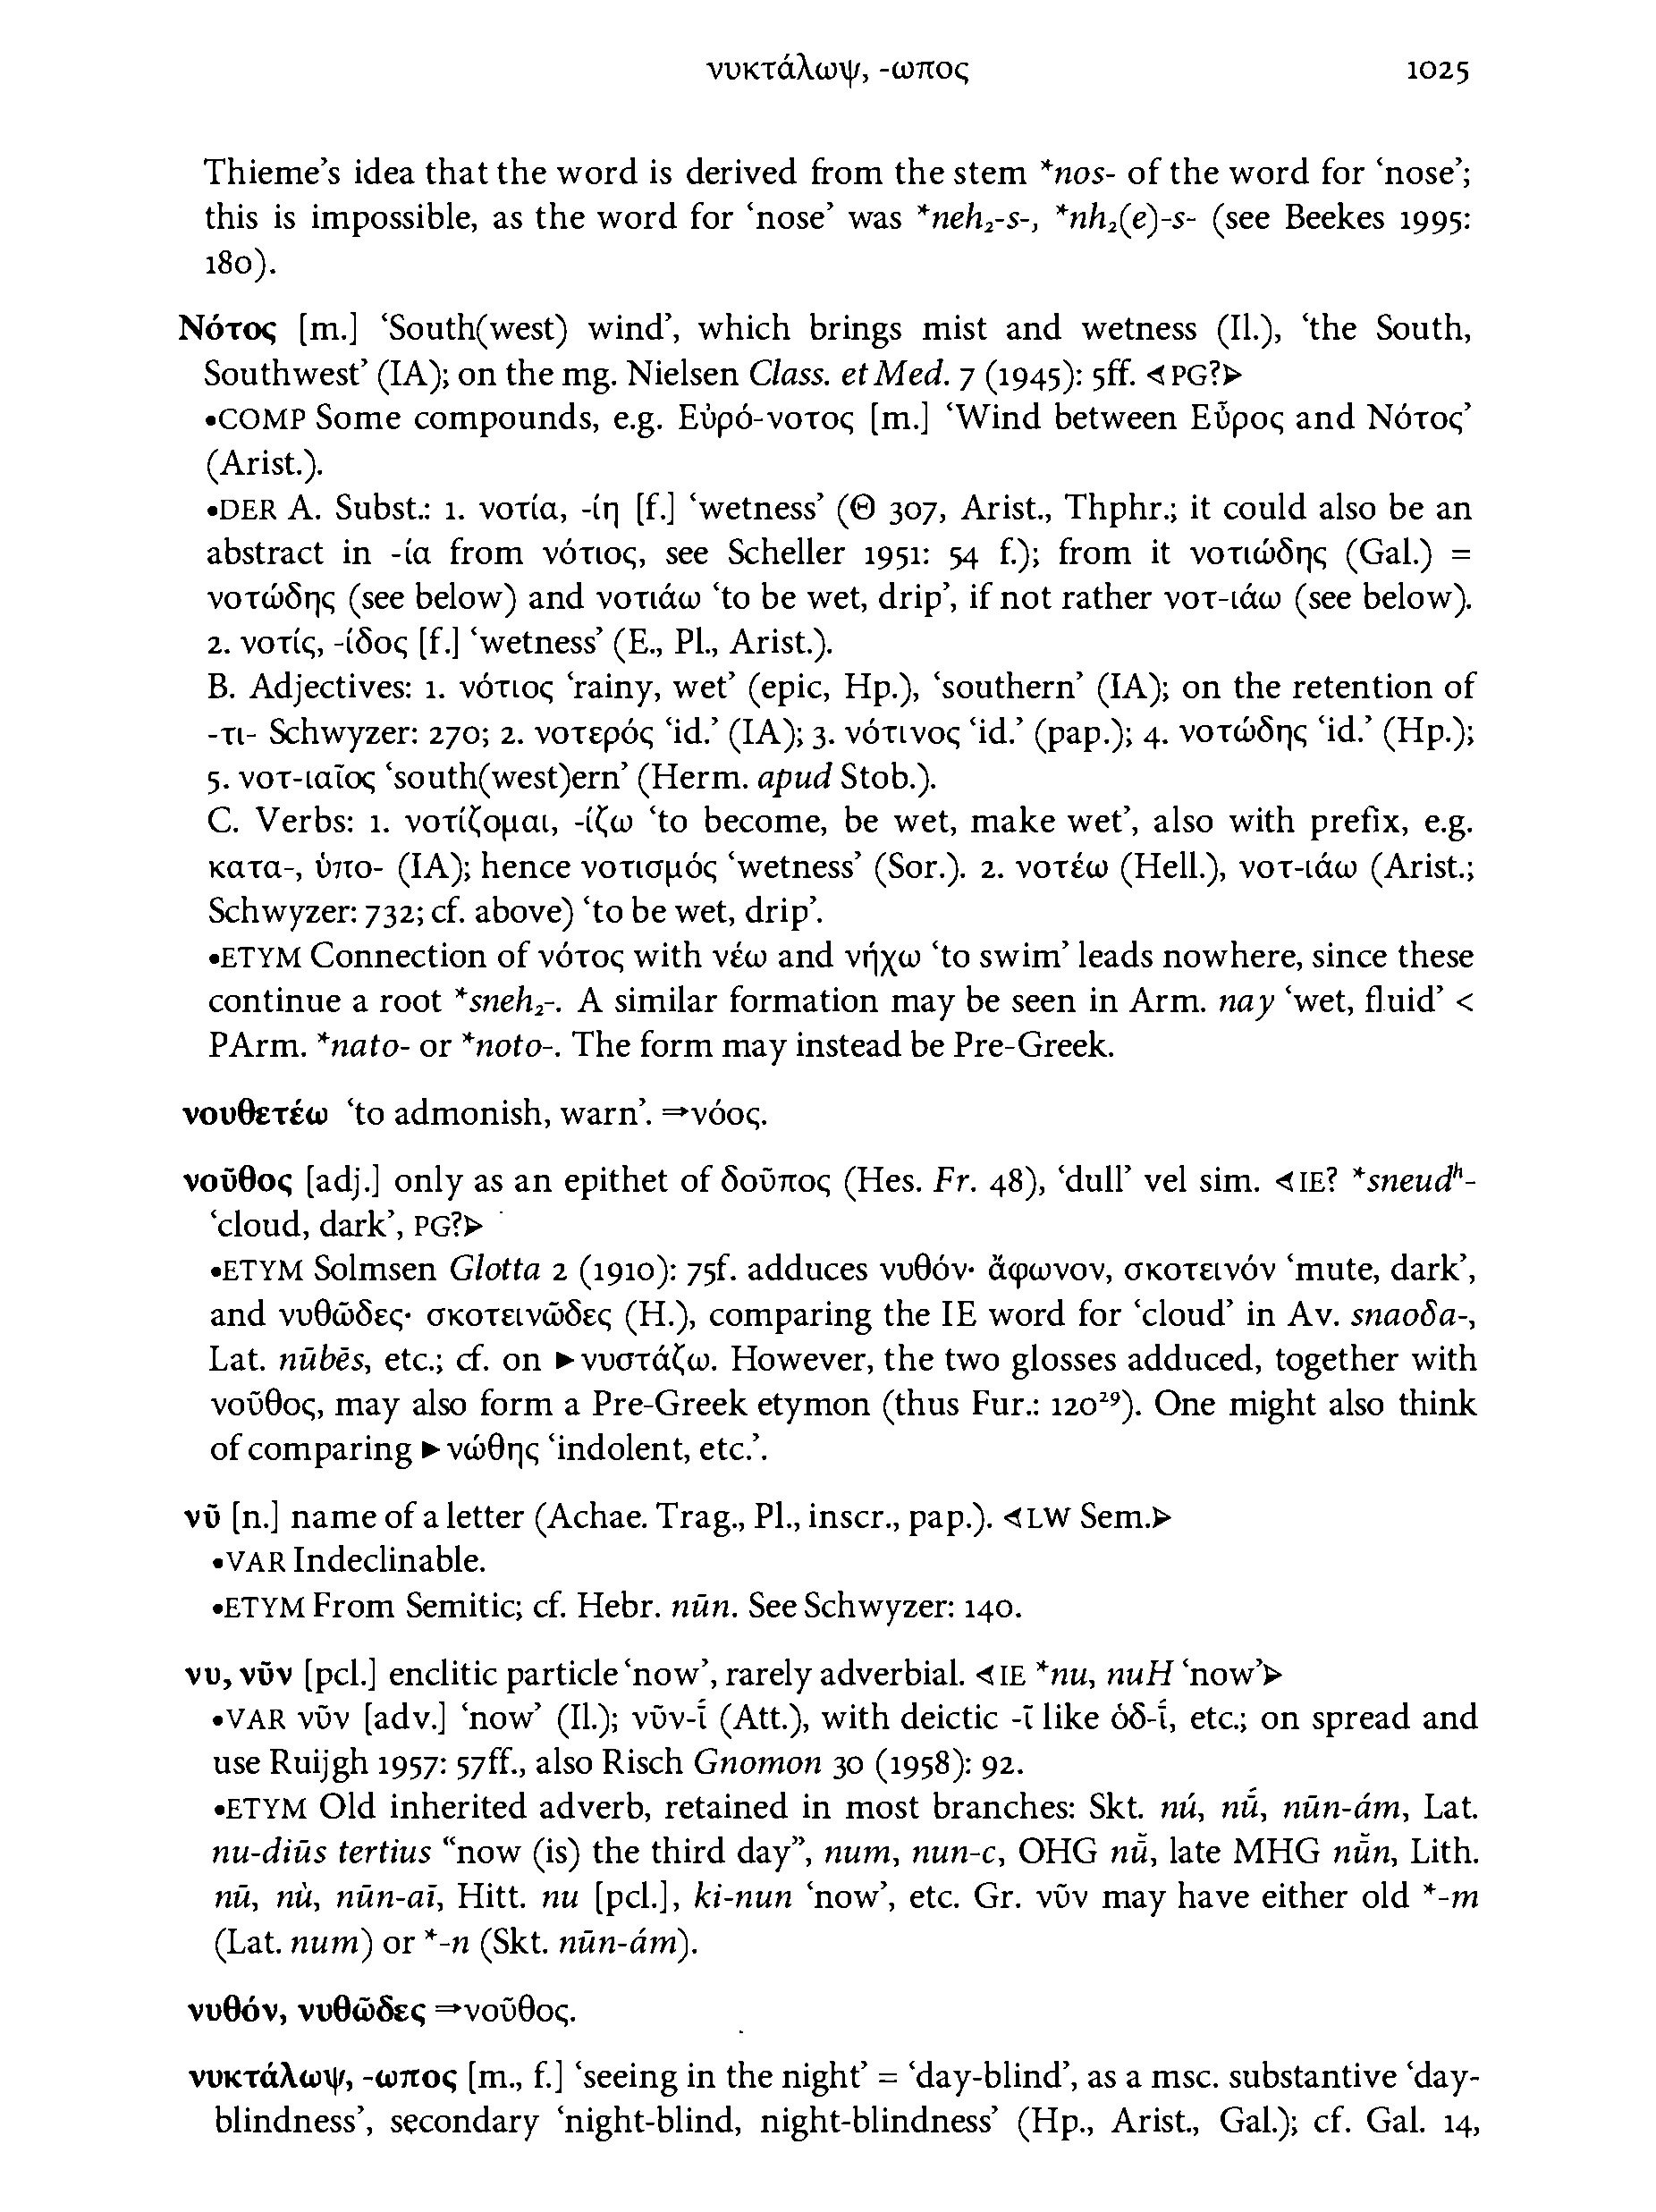 νυκτάλωψ, -ωπος 1025
Thieme’s idea that the word is derived from the stem *nos- of the word for ‘nose’;
this is impossible, as the word for ‘nose’ was *neh₂-s-, *nh₂(e)-s- (see Beekes 1995:
180).
Νότος [m.] ‘South(west) wind’, which brings mist and wetness (Il.), ‘the South,
Southwest’ (IA); on the mg. Nielsen Class. et Med. 7 (1945): 5ff. ⊲PG?⊳
•COMP Some compounds, e.g. Εὐρό-νοτος [m.] ‘Wind between Εὖρος and Νότος’
(Arist.).
•DER A. Subst.: 1. νοτία, -ίη [f.] ‘wetness’ (Θ 307, Arist., Thphr.; it could also be an
abstract in -ία from νότιος, see Scheller 1951: 54 f.); from it νοτιώδης (Gal.) =
νοτώδης (see below) and νοτιάω ‘to be wet, drip’, if not rather νοτ-ιάω (see below).
2. νοτίς, -ίδος [f.] ‘wetness’ (E., Pl., Arist.).
B. Adjectives: 1. νότιος ‘rainy, wet’ (epic, Hp.), ‘southern’ (IA); on the retention of
-τι- Schwyzer: 270; 2. νοτερός ‘id.’ (IA); 3. νότινος ‘id.’ (pap.); 4. νοτώδης ‘id.’ (Hp.);
5. νοτ-ιαῖος ‘south(west)ern’ (Herm. apud Stob.).
C. Verbs: 1. νοτίζομαι, -ίζω ‘to become, be wet, make wet’, also with prefix, e.g.
κατα-, ὑπο- (IA); hence νοτισμός ‘wetness’ (Sor.). 2. νοτέω (Hell.), νοτ-ιάω (Arist.;
Schwyzer: 732; cf. above) ‘to be wet, drip’.
•ETYM Connection of νότος with νέω and νήχω ‘to swim’ leads nowhere, since these
continue a root *sneh₂-. A similar formation may be seen in Arm. nay ‘wet, fluid’ <
PArm. *nato- or *noto-. The form may instead be Pre-Greek.
νουθετέω ‘to admonish, warn’. ⇒νόος.
νοῦθος [adj.] only as an epithet of δοῦπος (Hes. Fr. 48), ‘dull’ vel sim. ⊲IE? *sneudʰ-
‘cloud, dark’, PG?⊳
•ETYM Solmsen Glotta 2 (1910): 75f. adduces νυθόν· ἄφωνον, σκοτεινόν ‘mute, dark’,
and νυθῶδες· σκοτεινῶδες (H.), comparing the IE word for ‘cloud’ in Av. snaoδa-,
Lat. nūbēs, etc.; cf. on ►νυστάζω. However, the two glosses adduced, together with
νοῦθος, may also form a Pre-Greek etymon (thus Fur.: 120²⁹). One might also think
of comparing ►νώθης ‘indolent, etc.’.
νῦ [n.] name of a letter (Achae. Trag., Pl., inscr., pap.). ⊲LW Sem.⊳
•VAR Indeclinable.
•ETYM From Semitic; cf. Hebr. nūn. See Schwyzer: 140.
νυ, νῦν [pcl.] enclitic particle ‘now’, rarely adverbial. ⊲IE *nu, nuH ‘now’⊳
•VAR νῦν [adv.] ‘now’ (Il.); νῦν-ῑ́ (Att.), with deictic -ῑ like ὁδ-ῑ́, etc.; on spread and
use Ruijgh 1957: 57ff., also Risch Gnomon 30 (1958): 92.
•ETYM Old inherited adverb, retained in most branches: Skt. nú, nū́, nūn-ám, Lat.
nu-diūs tertius “now (is) the third day”, num, nun-c, OHG nū̆, late MHG nū̆n, Lith.
nū, nù, nūn-aĩ, Hitt. nu [pcl.], ki-nun ‘now’, etc. Gr. νῦν may have either old *-m
(Lat. num) or *-n (Skt. nūn-ám).
νυθόν, νυθῶδες ⇒νοῦθος.
νυκτάλωψ, -ωπος [m., f.] ‘seeing in the night’ = ‘day-blind’, as a msc. substantive ‘day-
blindness’, secondary ‘night-blind, night-blindness’ (Hp., Arist., Gal.); cf. Gal. 14,